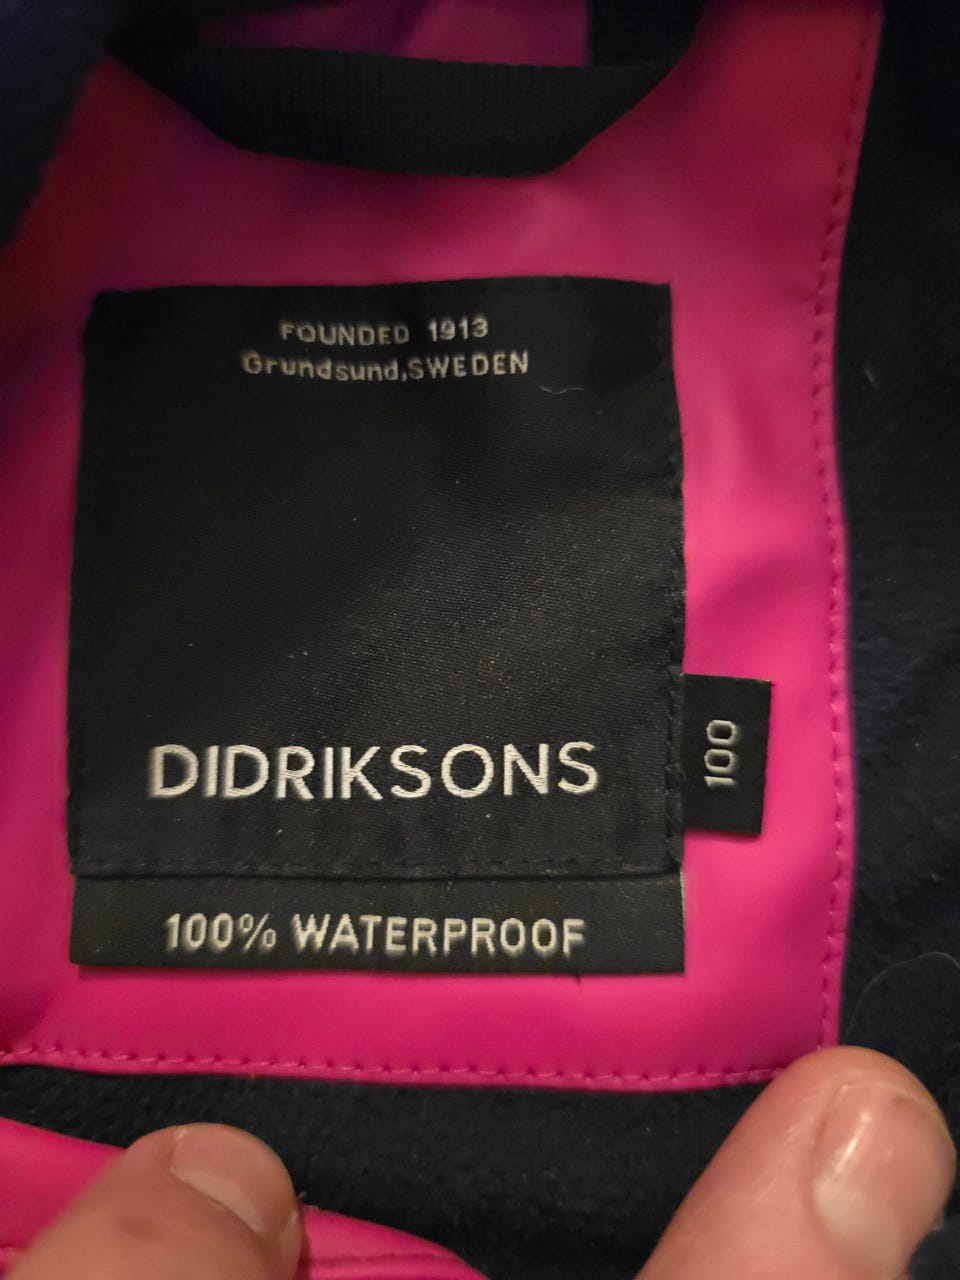 FOUNDED 1913
Grundsund,SWEDEN
DIDRIKSONS
100
100% WATERPROOF